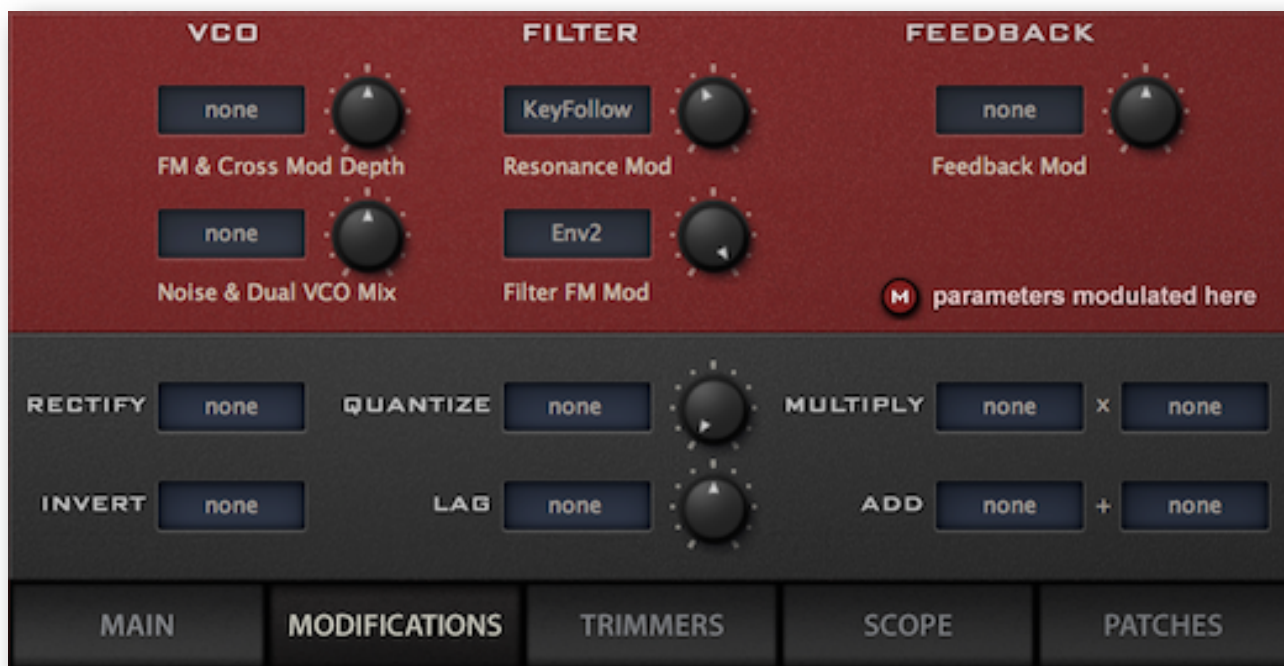 VCO FILTER FEEDBACK
none KeyFollow none
FM & Cross Mod Depth Resonance Mod Feedback Mod
none Env2
Noise & Dual VCO Mix Filter FM Mod M parameters modulated here
RECTIFY none QUANTIZE none MULTIPLY none x none
INVERT none LAG none ADD none + none
MAIN MODIFICATIONS TRIMMERS SCOPE PATCHES